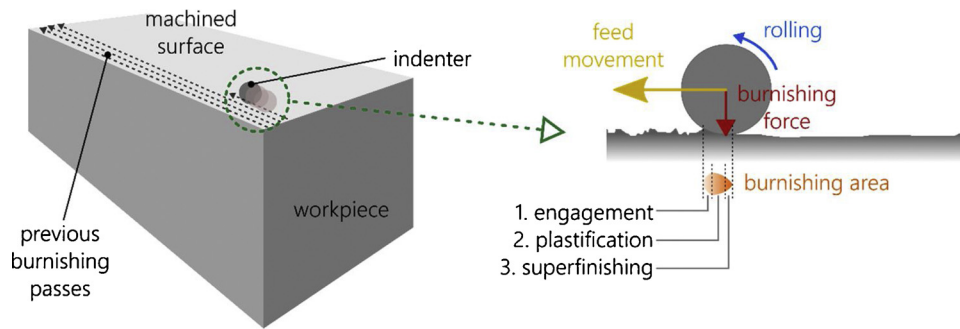 machined
surface
indenter
workpiece
previous
burnishing
passes
feed
movement
rolling
burnishing
force
burnishing area
1. engagement
2. plastification
3. superfinishing